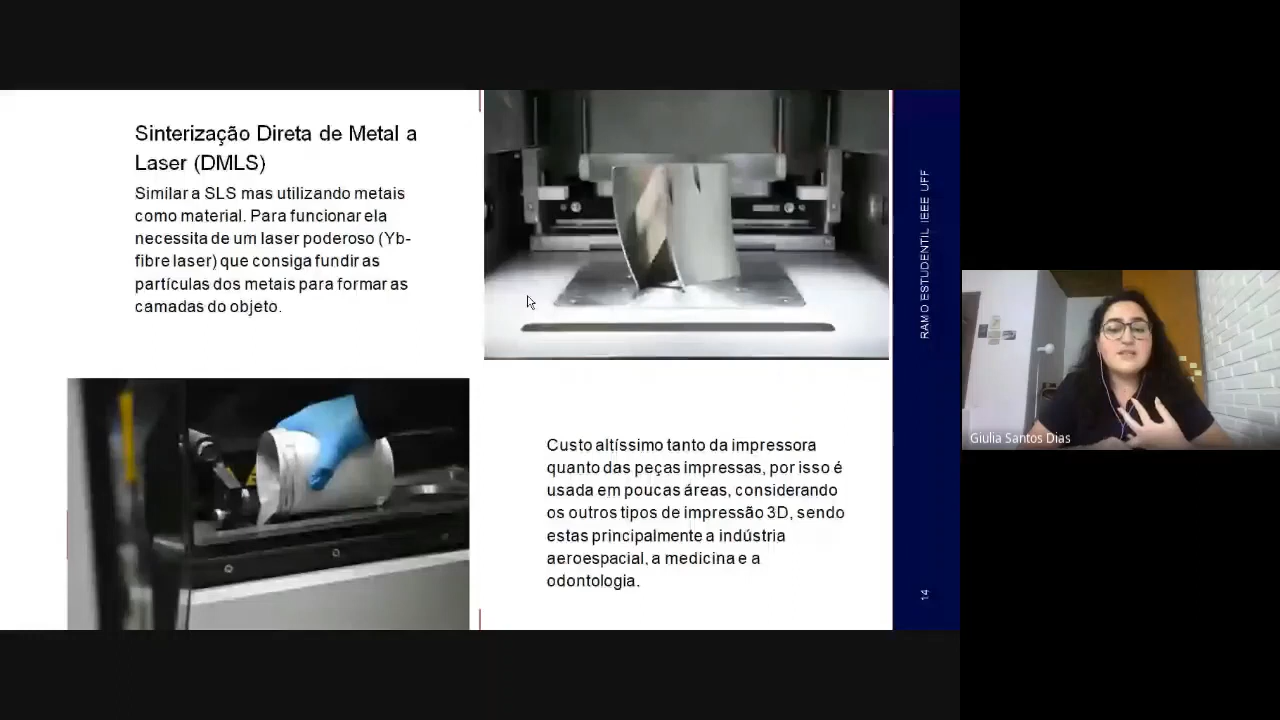 Sinterização Direta de Metal a
Laser (DMLS)
Similar a SLS mas utilizando metais
como material. Para funcionar ela
necessita de um laser poderoso (Yb-
fibre laser) que consiga fundir as
partículas dos metais para formar as
camadas do objeto.
Custo altíssimo tanto da impressora
quanto das peças impressas, por isso é
usada em poucas áreas, considerando
os outros tipos de impressão 3D, sendo
estas principalmente a indústria
aeroespacial, a medicina e a
odontologia.
RAMO ESTUDENTIL IEEE UFF
14
Giulia Santos Dias